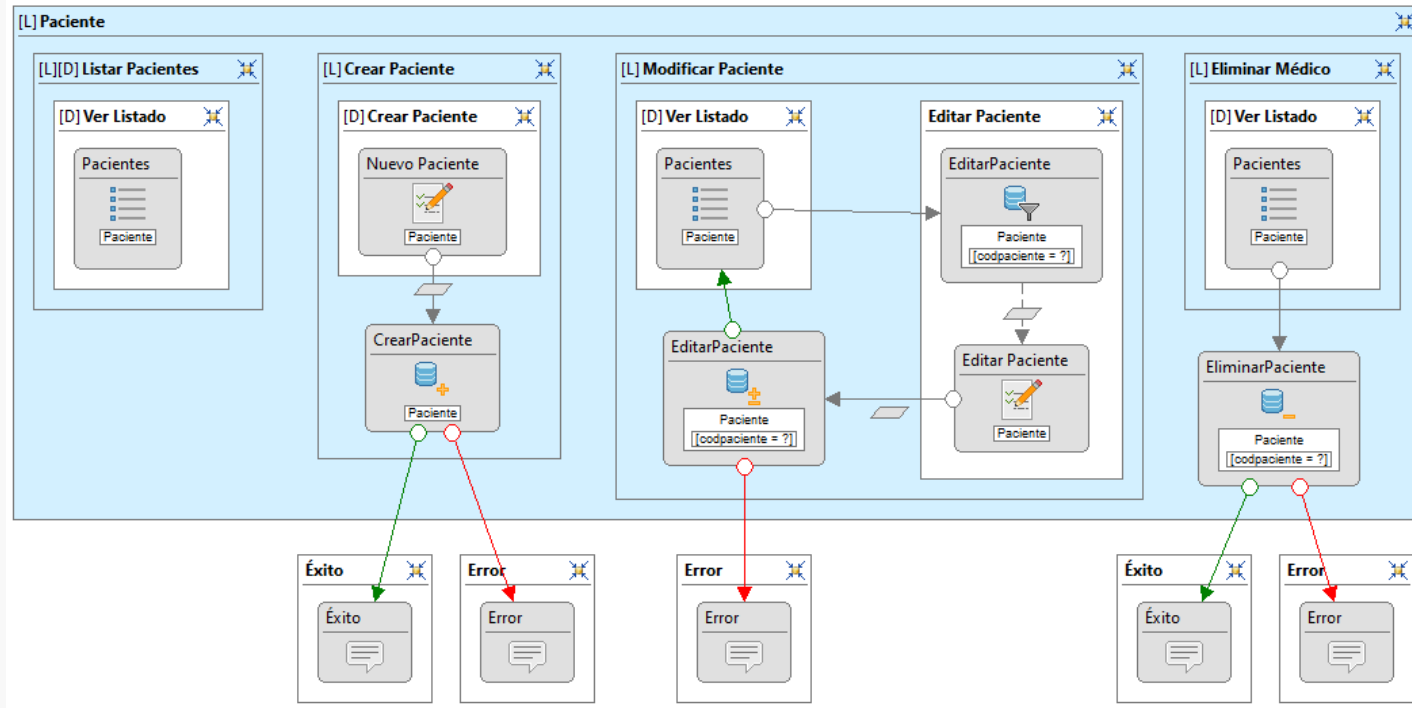 [L] Paciente
[L][D] Listar Pacientes
[D] Ver Listado
Pacientes
Paciente
[L] Crear Paciente
[D] Crear Paciente
Nuevo Paciente
Paciente
CrearPaciente
Paciente
[L] Modificar Paciente
[D] Ver Listado
Pacientes
Paciente
Editar Paciente
EditarPaciente
Paciente
[codpaciente = ?]
Editar Paciente
Paciente
EditarPaciente
Paciente
[codpaciente = ?]
[L] Eliminar Médico
[D] Ver Listado
Pacientes
Paciente
EliminarPaciente
Paciente
[codpaciente = ?]
Éxito
Éxito
Error
Error
Error
Error
Éxito
Éxito
Error
Error